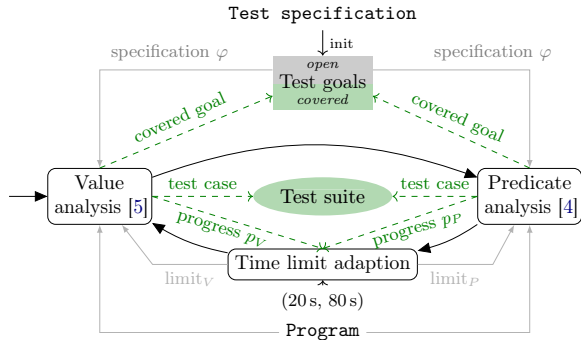 Test specification
init
specification φ
specification φ
open
Test goals
covered
covered goal
covered goal
Value
analysis [5]
test case
Test suite
test case
Predicate
analysis [4]
progress p_V
progress p_P
Time limit adaption
limit_V
limit_P
(20 s, 80 s)
Program